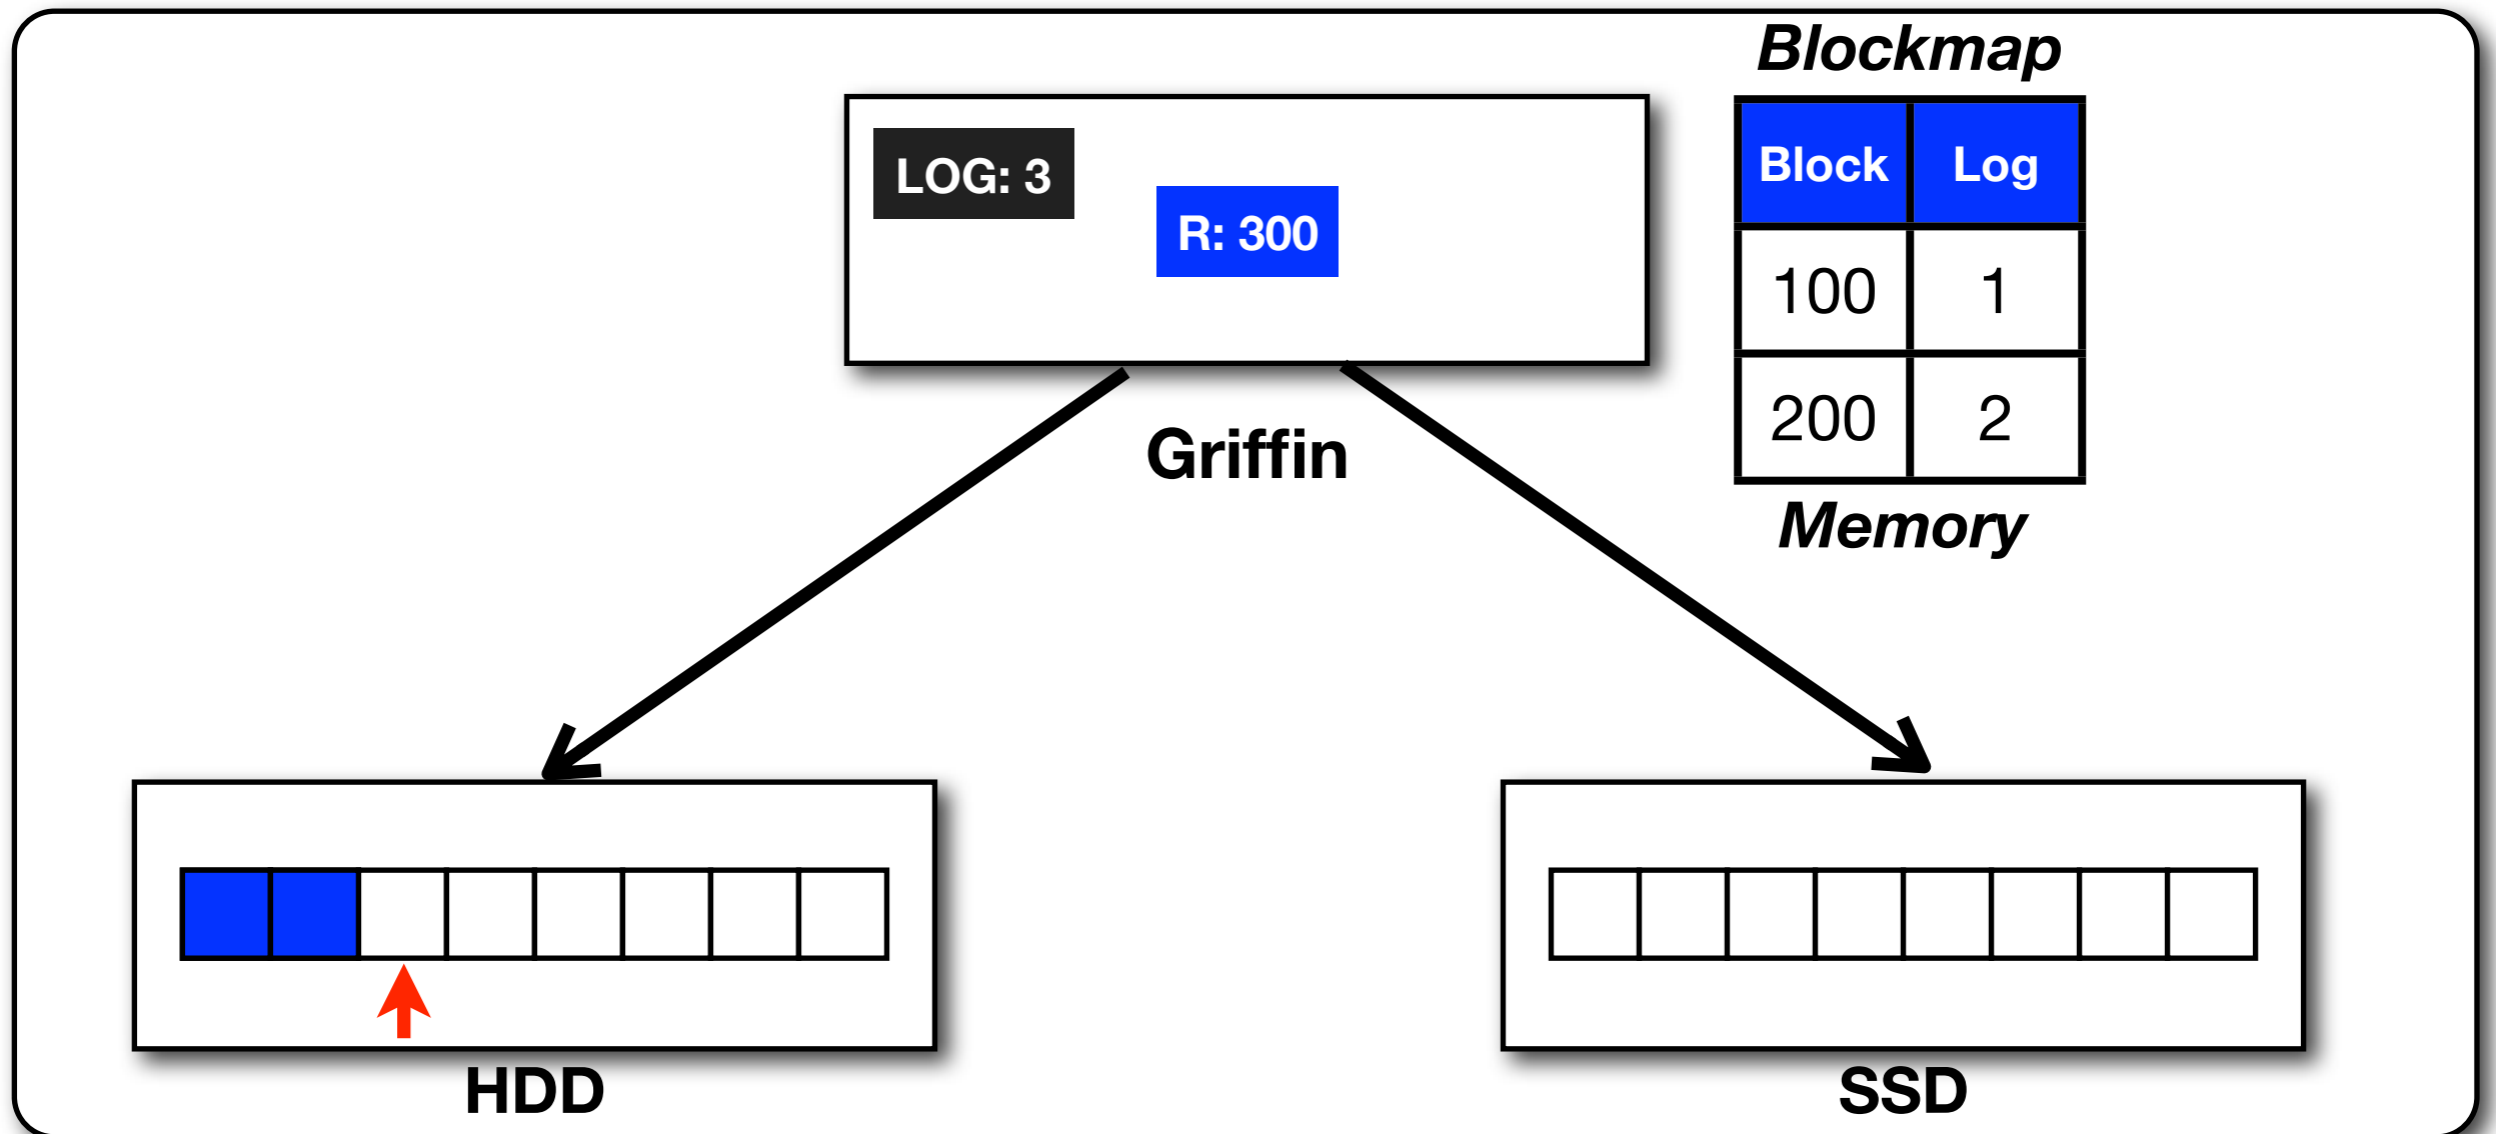 Blockmap
LOG: 3
R: 300
Block Log
100 1
200 2
Griffin
Memory
HDD
SSD